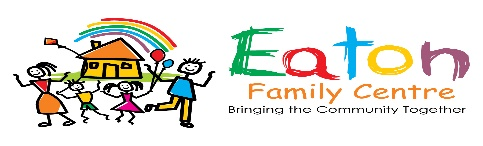 Eaton
Family Centre
Bringing the Community Together